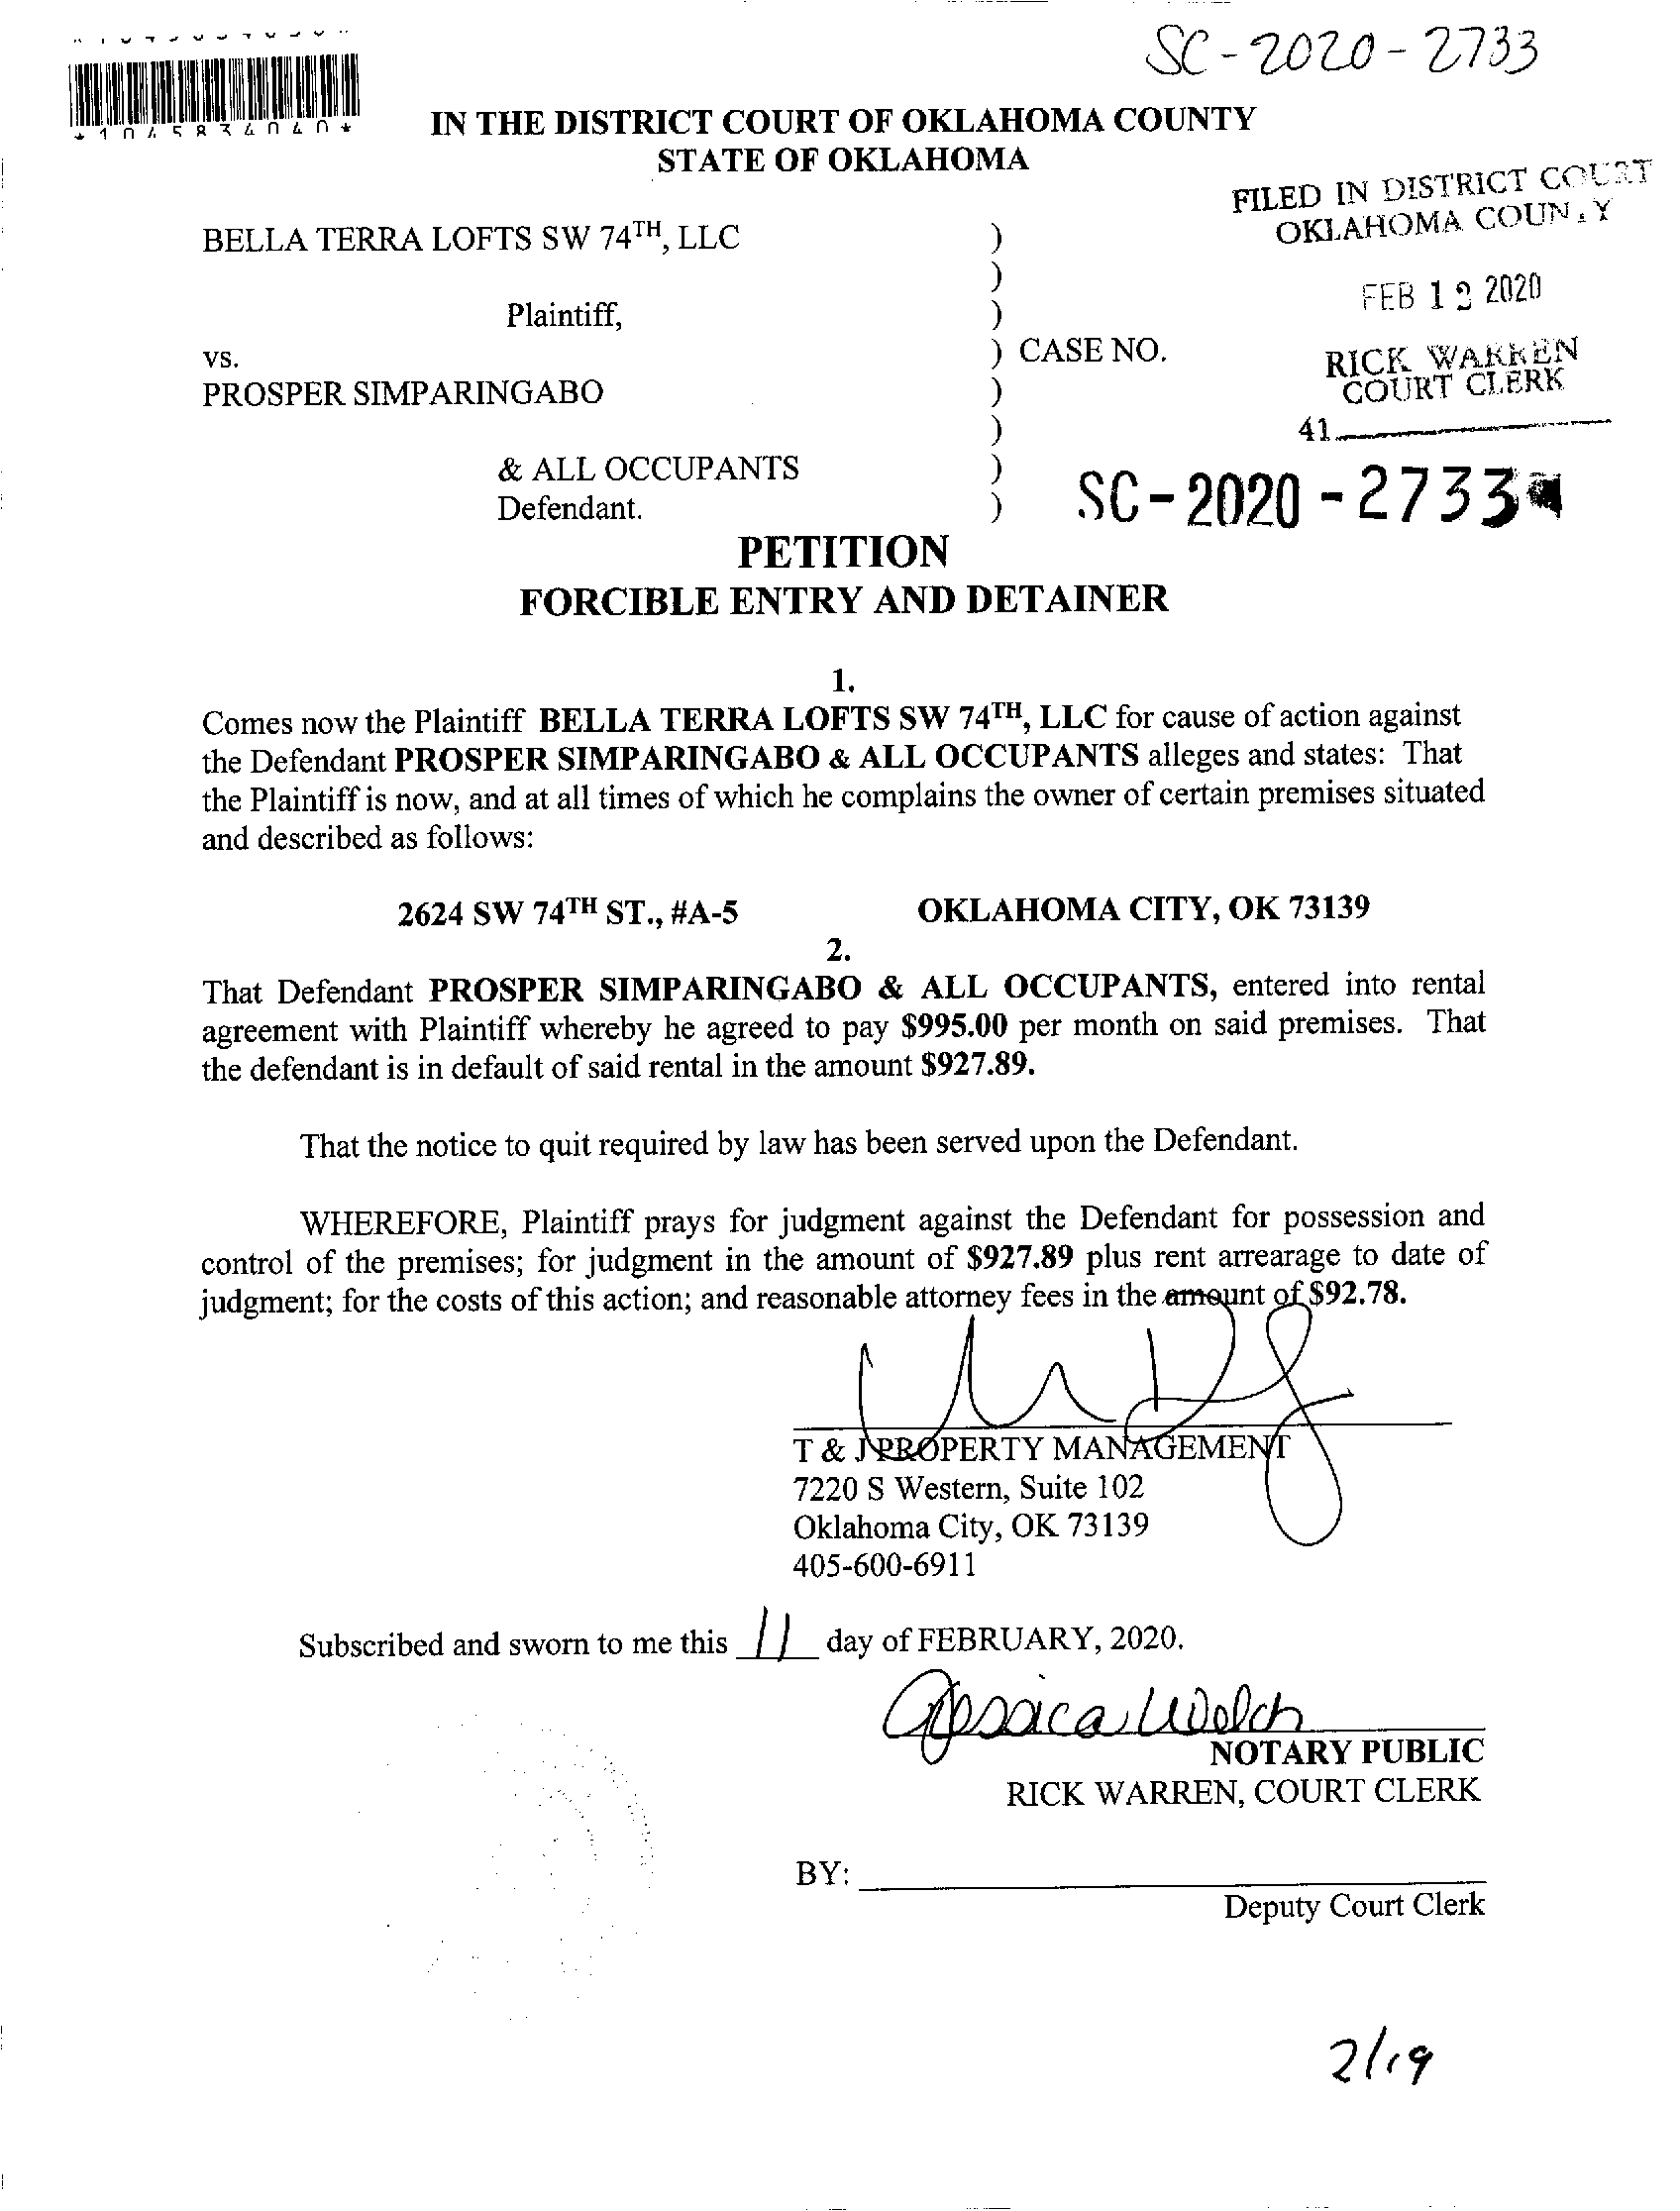 SC-2020-2733
*1045834040*
IN THE DISTRICT COURT OF OKLAHOMA COUNTY
STATE OF OKLAHOMA
FILED IN DISTRICT COURT
OKLAHOMA COUNTY
BELLA TERRA LOFTS SW 74TH, LLC )
)
FEB 1 2020
Plaintiff, )
vs. ) CASE NO.
RICK WARREN
COURT CLERK
PROSPER SIMPARINGABO )
)
41
& ALL OCCUPANTS )
Defendant. )
SC-2020-2733
PETITION
FORCIBLE ENTRY AND DETAINER
1.
Comes now the Plaintiff BELLA TERRA LOFTS SW 74TH, LLC for cause of action against
the Defendant PROSPER SIMPARINGABO & ALL OCCUPANTS alleges and states: That
the Plaintiff is now, and at all times of which he complains the owner of certain premises situated
and described as follows:
2624 SW 74TH ST., #A-5 OKLAHOMA CITY, OK 73139
2.
That Defendant PROSPER SIMPARINGABO & ALL OCCUPANTS, entered into rental
agreement with Plaintiff whereby he agreed to pay $995.00 per month on said premises. That
the defendant is in default of said rental in the amount $927.89.
That the notice to quit required by law has been served upon the Defendant.
WHEREFORE, Plaintiff prays for judgment against the Defendant for possession and
control of the premises; for judgment in the amount of $927.89 plus rent arrearage to date of
judgment; for the costs of this action; and reasonable attorney fees in the amount of $92.78.
T & J PROPERTY MANAGEMENT
7220 S Western, Suite 102
Oklahoma City, OK 73139
405-600-6911
Subscribed and sworn to me this 11 day of FEBRUARY, 2020.
Jessica Welch
NOTARY PUBLIC
RICK WARREN, COURT CLERK
BY:
Deputy Court Clerk
2/19